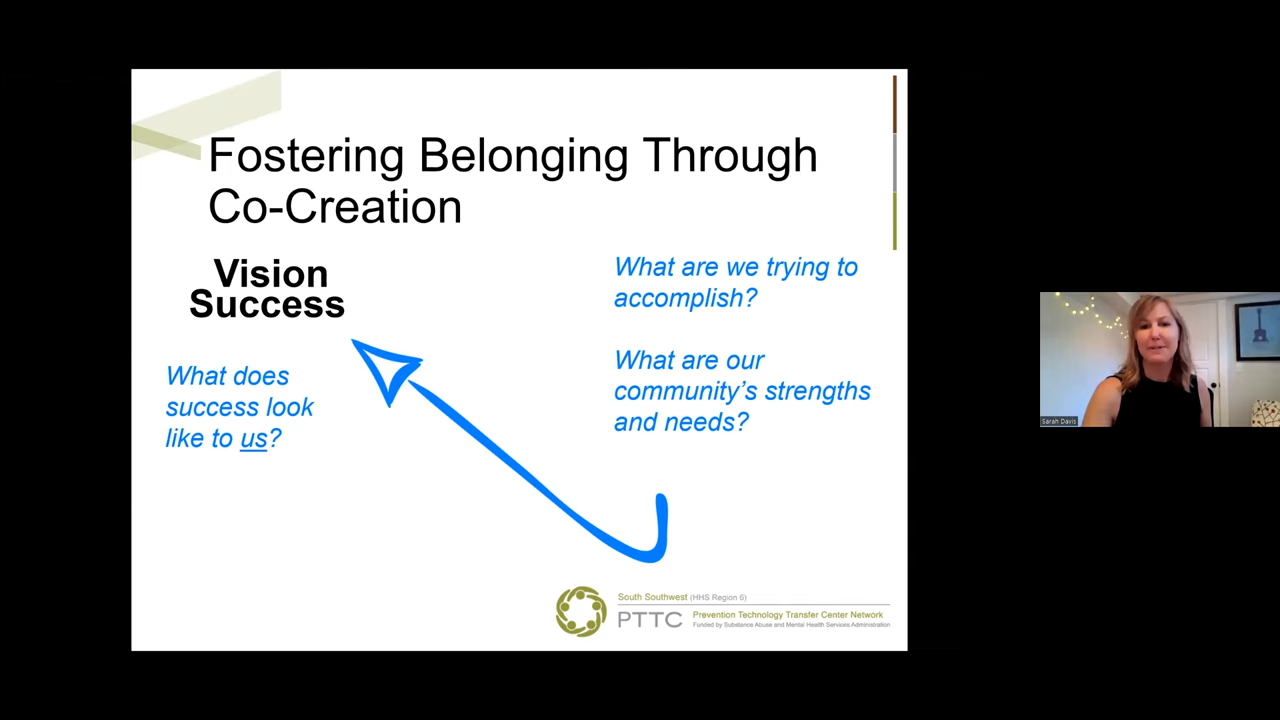 Fostering Belonging Through
Co-Creation
Vision
Success
What does
success look
like to us?
What are we trying to
accomplish?
What are our
community’s strengths
and needs?
South Southwest (HHS Region 6)
PTTC
Prevention Technology Transfer Center Network
Funded by Substance Abuse and Mental Health Services Administration
Sarah Davis